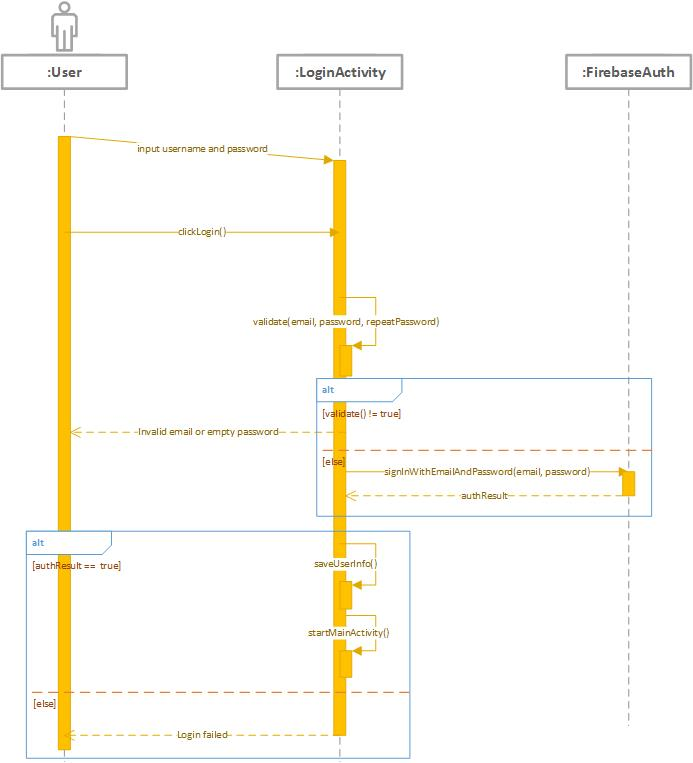 :User
:LoginActivity
:FirebaseAuth
input username and password
clickLogin()
validate(email, password, repeatPassword)
alt
[validate() != true]
Invalid email or empty password
[else]
signInWithEmailAndPassword(email, password)
authResult
alt
[authResult == true]
saveUserInfo()
startMainActivity()
[else]
Login failed